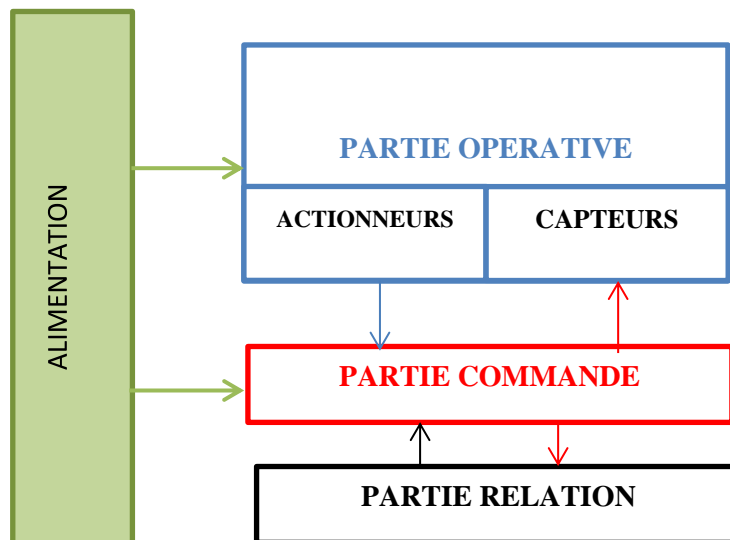 ALIMENTATION
PARTIE OPERATIVE
ACTIONNEURS
CAPTEURS
PARTIE COMMANDE
PARTIE RELATION